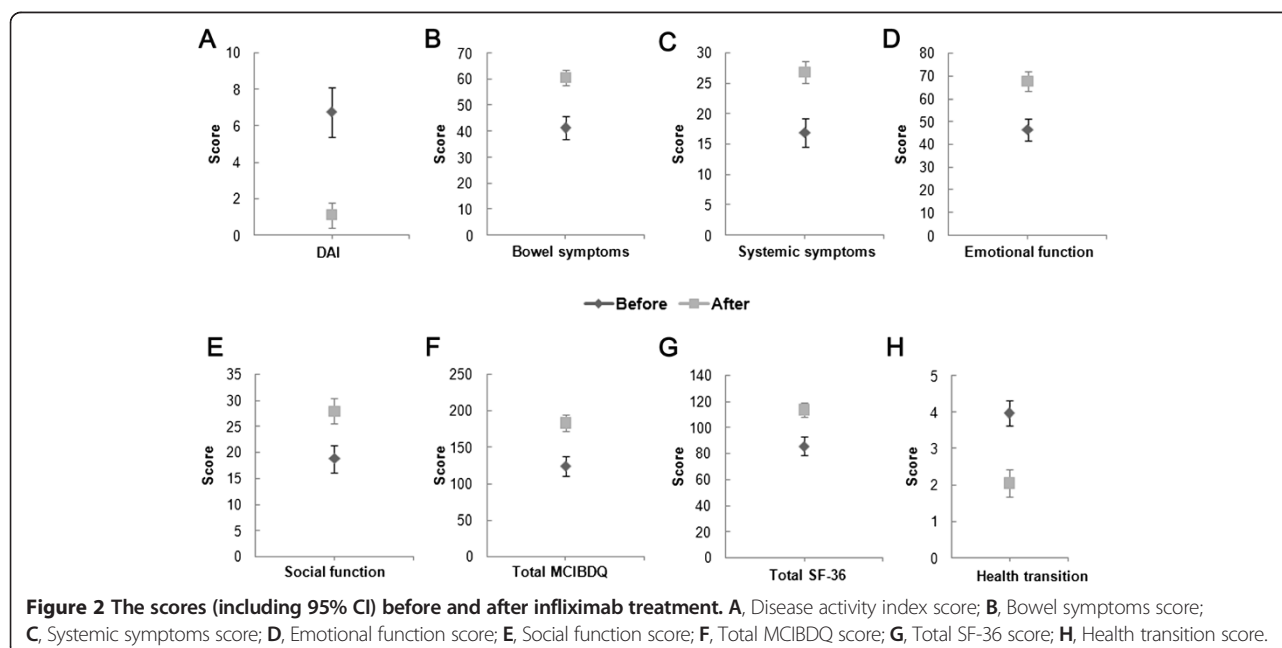 A
10
8
6
4
2
0
Score
DAI
B
70
60
50
40
30
20
10
0
Score
Bowel symptoms
C
30
25
20
15
10
5
0
Score
Systemic symptoms
D
80
70
60
50
40
30
20
10
0
Score
Emotional function
Before After
E
35
30
25
20
15
10
5
0
Score
Social function
F
250
200
150
100
50
0
Score
Total MCIBDQ
G
140
120
100
80
60
40
20
0
Score
Total SF-36
H
5
4
3
2
1
0
Score
Health transition
Figure 2 The scores (including 95% CI) before and after infliximab treatment. A, Disease activity index score; B, Bowel symptoms score;
C, Systemic symptoms score; D, Emotional function score; E, Social function score; F, Total MCIBDQ score; G, Total SF-36 score; H, Health transition score.